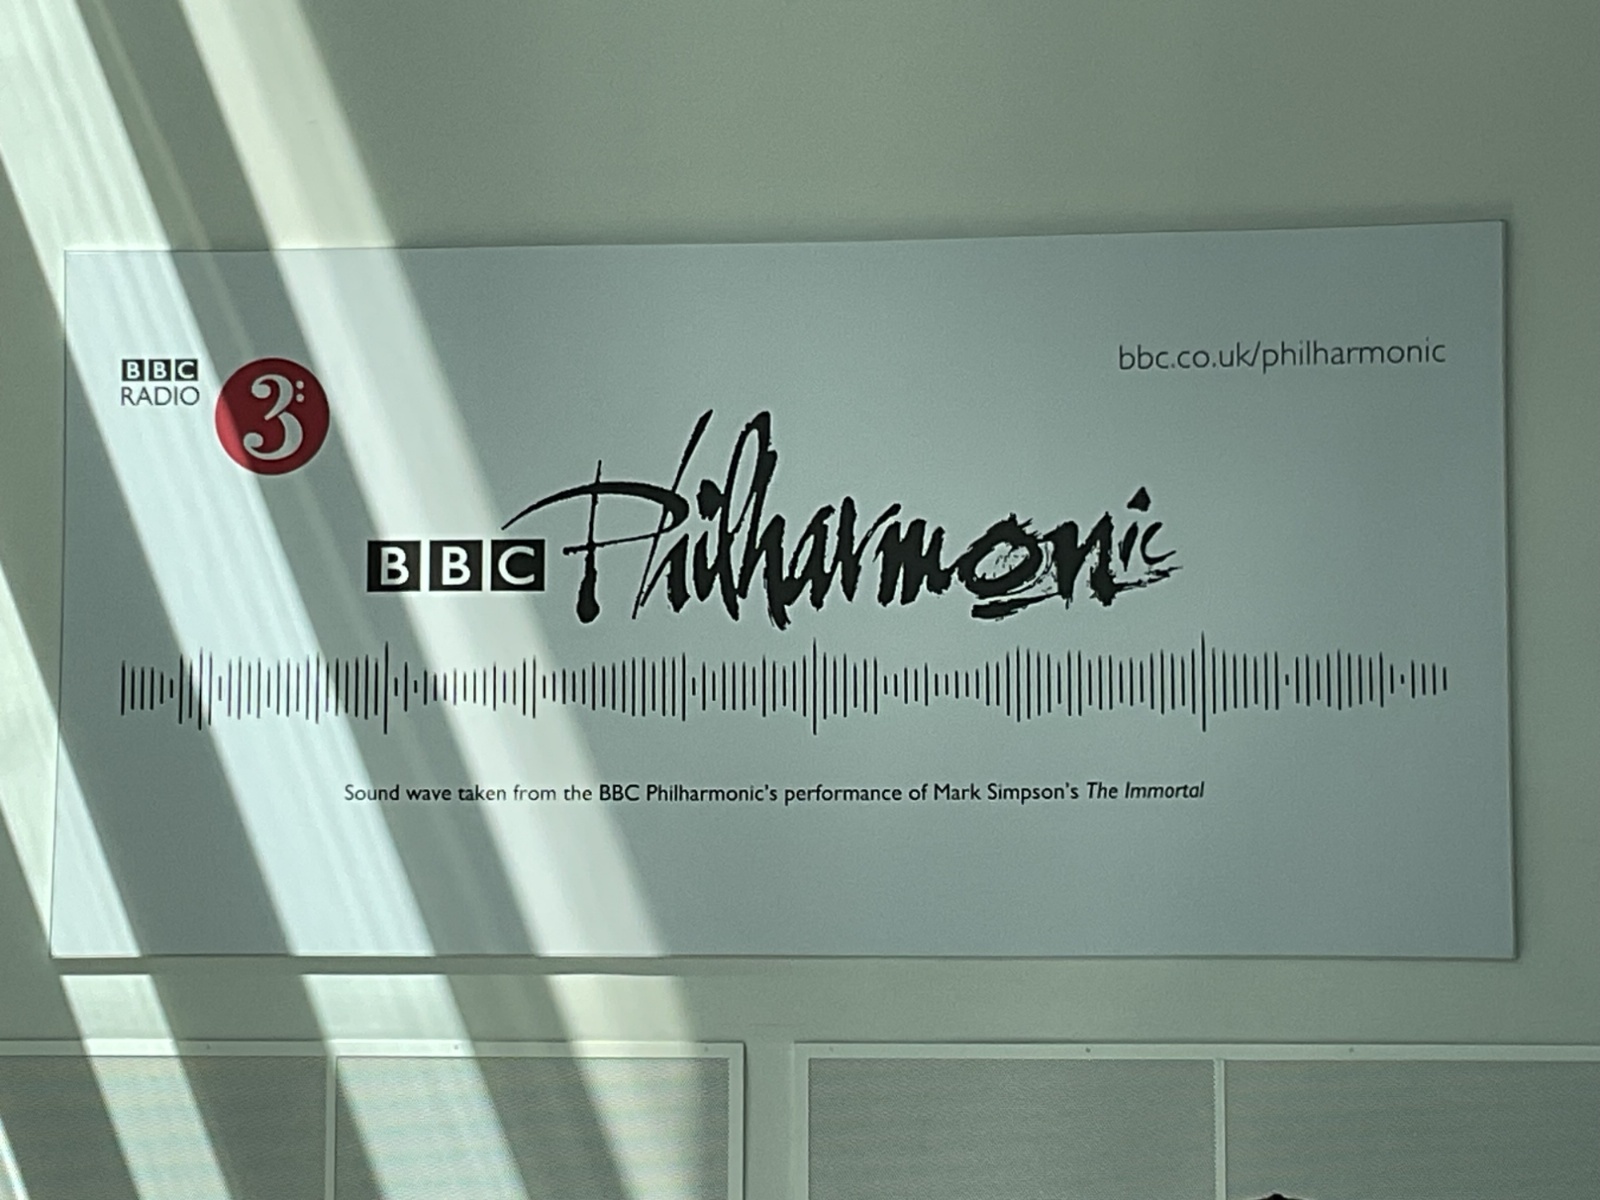 BBC
RADIO
3
bbc.co.uk/philharmonic
BBC Philharmonic
Sound wave taken from the BBC Philharmonic's performance of Mark Simpson's The Immortal